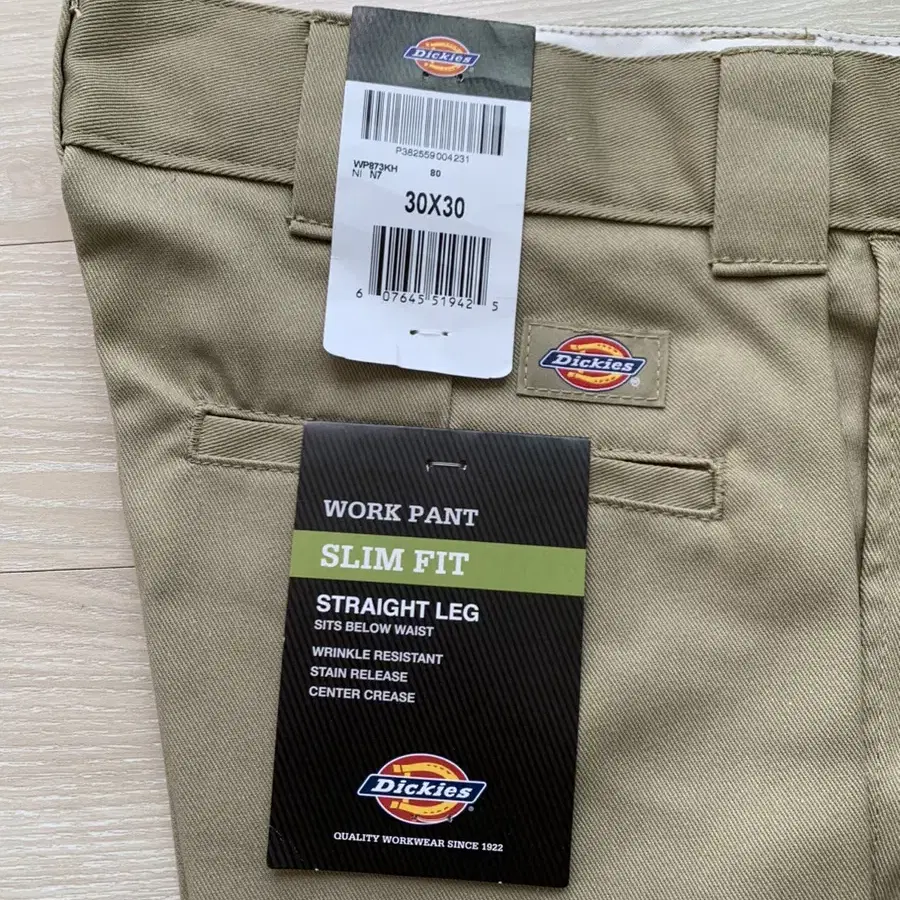 Dickies
P382559004231
WP873KH 80
NI N7
30X30
6 07645 51942 5
Dickies
®
WORK PANT
SLIM FIT
STRAIGHT LEG
SITS BELOW WAIST
WRINKLE RESISTANT
STAIN RELEASE
CENTER CREASE
Dickies
®
QUALITY WORKWEAR SINCE 1922